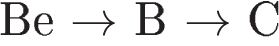 Be → B → C